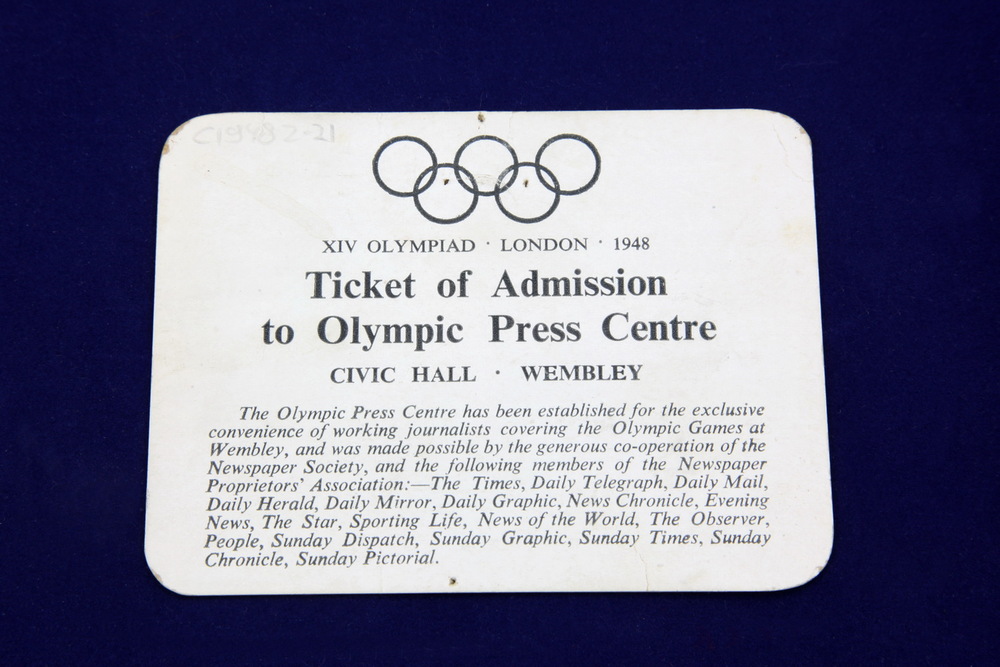 C1948 2-21
XIV OLYMPIAD · LONDON · 1948
Ticket of Admission
to Olympic Press Centre
CIVIC HALL · WEMBLEY
The Olympic Press Centre has been established for the exclusive
convenience of working journalists covering the Olympic Games at
Wembley, and was made possible by the generous co-operation of the
Newspaper Society, and the following members of the Newspaper
Proprietors' Association:—The Times, Daily Telegraph, Daily Mail,
Daily Herald, Daily Mirror, Daily Graphic, News Chronicle, Evening
News, The Star, Sporting Life, News of the World, The Observer,
People, Sunday Dispatch, Sunday Graphic, Sunday Times, Sunday
Chronicle, Sunday Pictorial.